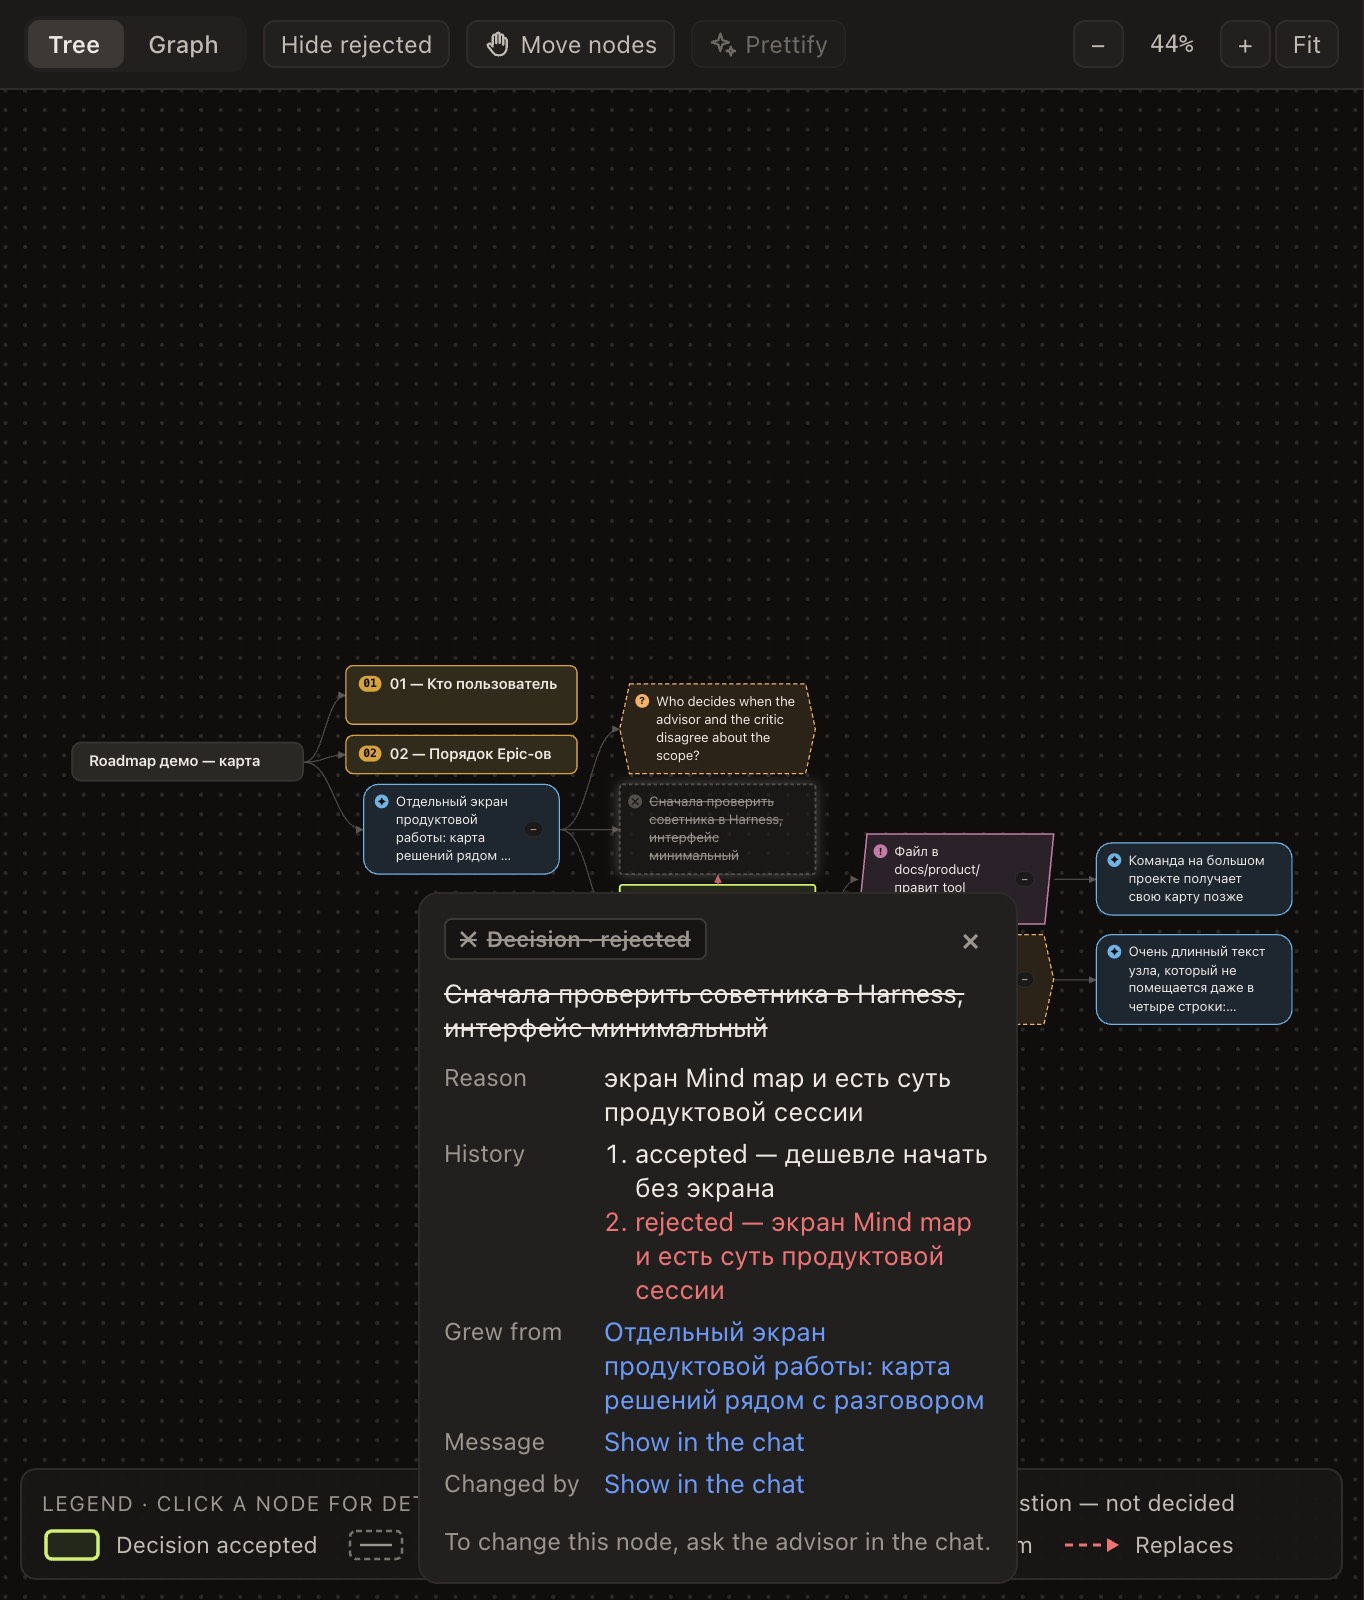 Tree Graph Hide rejected Move nodes Prettify − 44% + Fit
01 01 — Кто пользователь
Who decides when the
advisor and the critic
disagree about the
scope?
02 02 — Порядок Epic-ов
Roadmap демо — карта
Отдельный экран
продуктовой
работы: карта
решений рядом ...
Сначала проверить
советника в Harness,
интерфейс
минимальный
Файл в
docs/product/
правит tool
Команда на большом
проекте получает
свою карту позже
Очень длинный текст
узла, который не
помещается даже в
четыре строки:...
Decision · rejected
Сначала проверить советника в Harness,
интерфейс минимальный
Reason экран Mind map и есть суть
продуктовой сессии
History 1. accepted — дешевле начать
без экрана
2. rejected — экран Mind map
и есть суть продуктовой
сессии
Grew from Отдельный экран
продуктовой работы: карта
решений рядом с разговором
Message Show in the chat
Changed by Show in the chat
To change this node, ask the advisor in the chat.
LEGEND · CLICK A NODE FOR DET
stion — not decided
Decision accepted
m Replaces